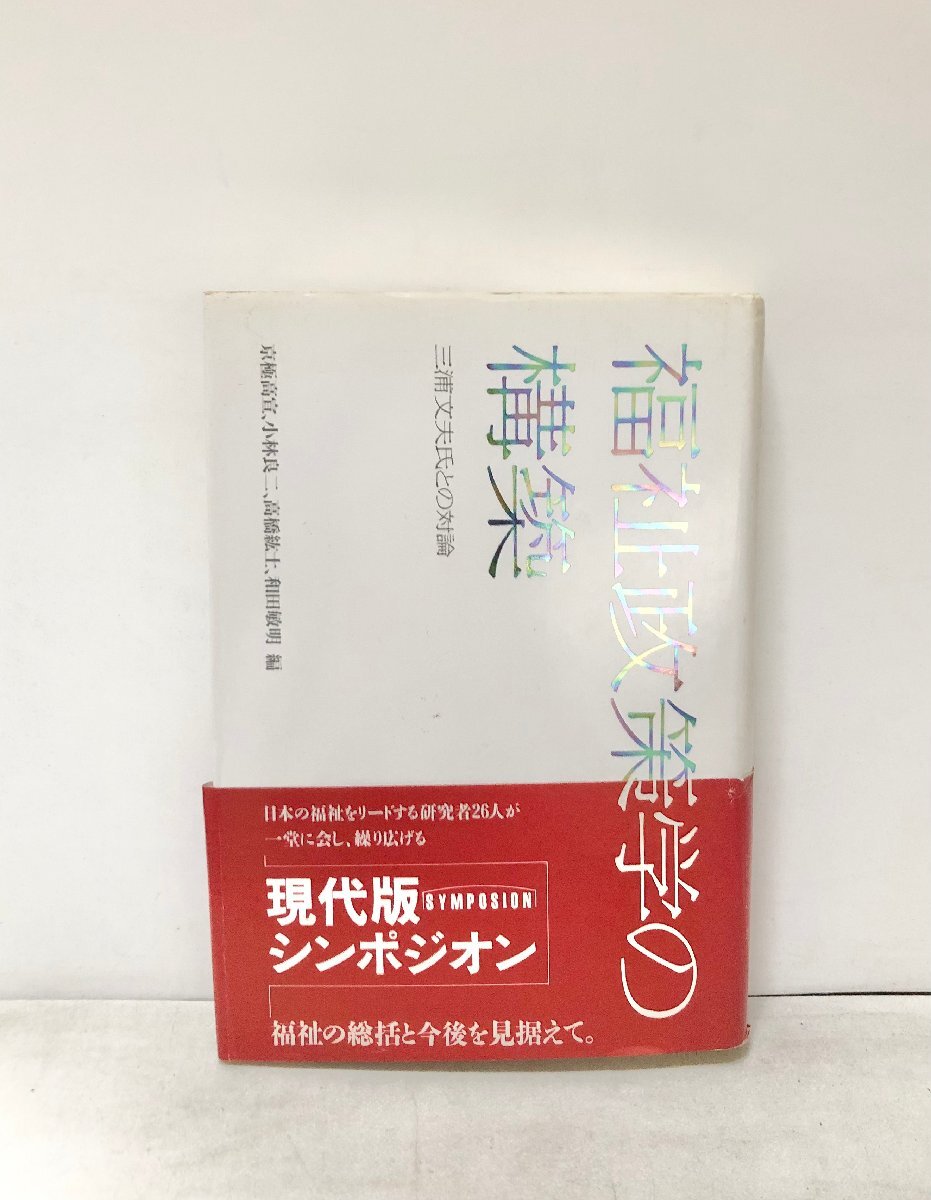 福祉政策学の
構築
三浦文夫氏との対論
京極高宣、小林良二、高橋紘士、和田敏明 編
日本の福祉をリードする研究者26人が
一堂に会し、繰り広げる
現代版
SYMPOSION
シンポジオン
福祉の総括と今後を見据えて。